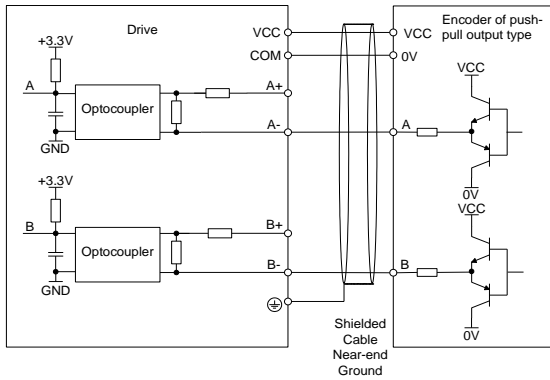 Drive
Encoder of push-
pull output type
+3.3V
VCC
VCC
COM
0V
VCC
A
Optocoupler
A+
A-
A
GND
0V
VCC
+3.3V
B
Optocoupler
B+
B-
B
GND
0V
Shielded
Cable
Near-end
Ground